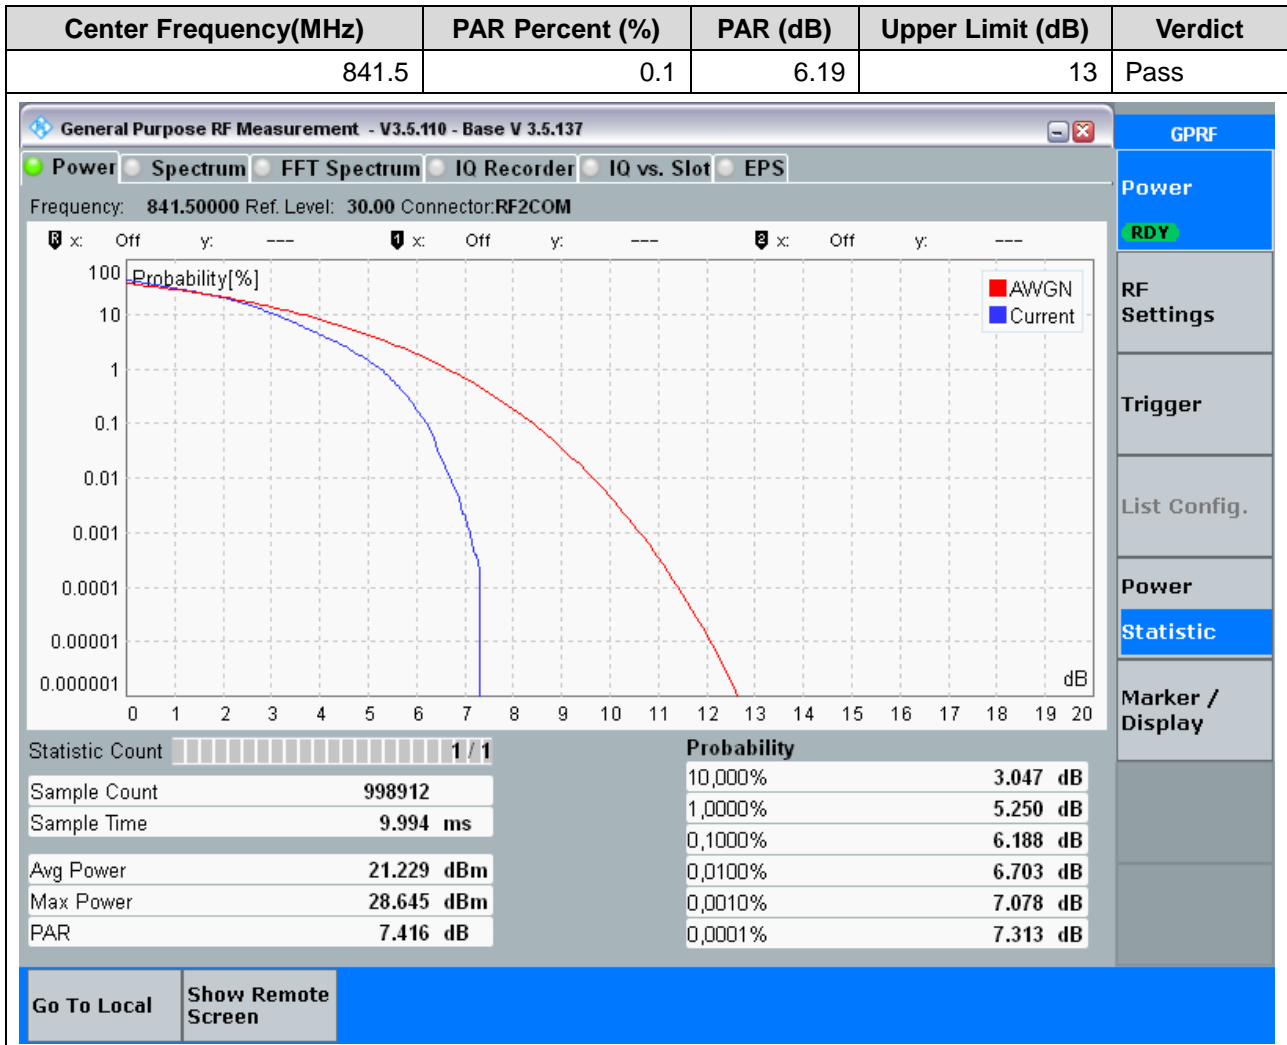 Center Frequency(MHz) PAR Percent (%) PAR (dB) Upper Limit (dB) Verdict
841.5 0.1 6.19 13 Pass
General Purpose RF Measurement - V3.5.110 - Base V 3.5.137
GPRF
Power Spectrum FFT Spectrum IQ Recorder IQ vs. Slot EPS
Frequency: 841.50000 Ref. Level: 30.00 Connector:RF2COM
R x: Off y: --- 1 x: Off y: --- 2 x: Off y: ---
Probability[%]
100
10
1
0.1
0.01
0.001
0.0001
0.00001
0.000001
AWGN
Current
dB
0 1 2 3 4 5 6 7 8 9 10 11 12 13 14 15 16 17 18 19 20
Statistic Count 1 / 1
Sample Count 998912
Sample Time 9.994 ms
Avg Power 21.229 dBm
Max Power 28.645 dBm
PAR 7.416 dB
Probability
10,000% 3.047 dB
1,0000% 5.250 dB
0,1000% 6.188 dB
0,0100% 6.703 dB
0,0010% 7.078 dB
0,0001% 7.313 dB
Power
RDY
RF
Settings
Trigger
List Config.
Power
Statistic
Marker /
Display
Go To Local
Show Remote
Screen